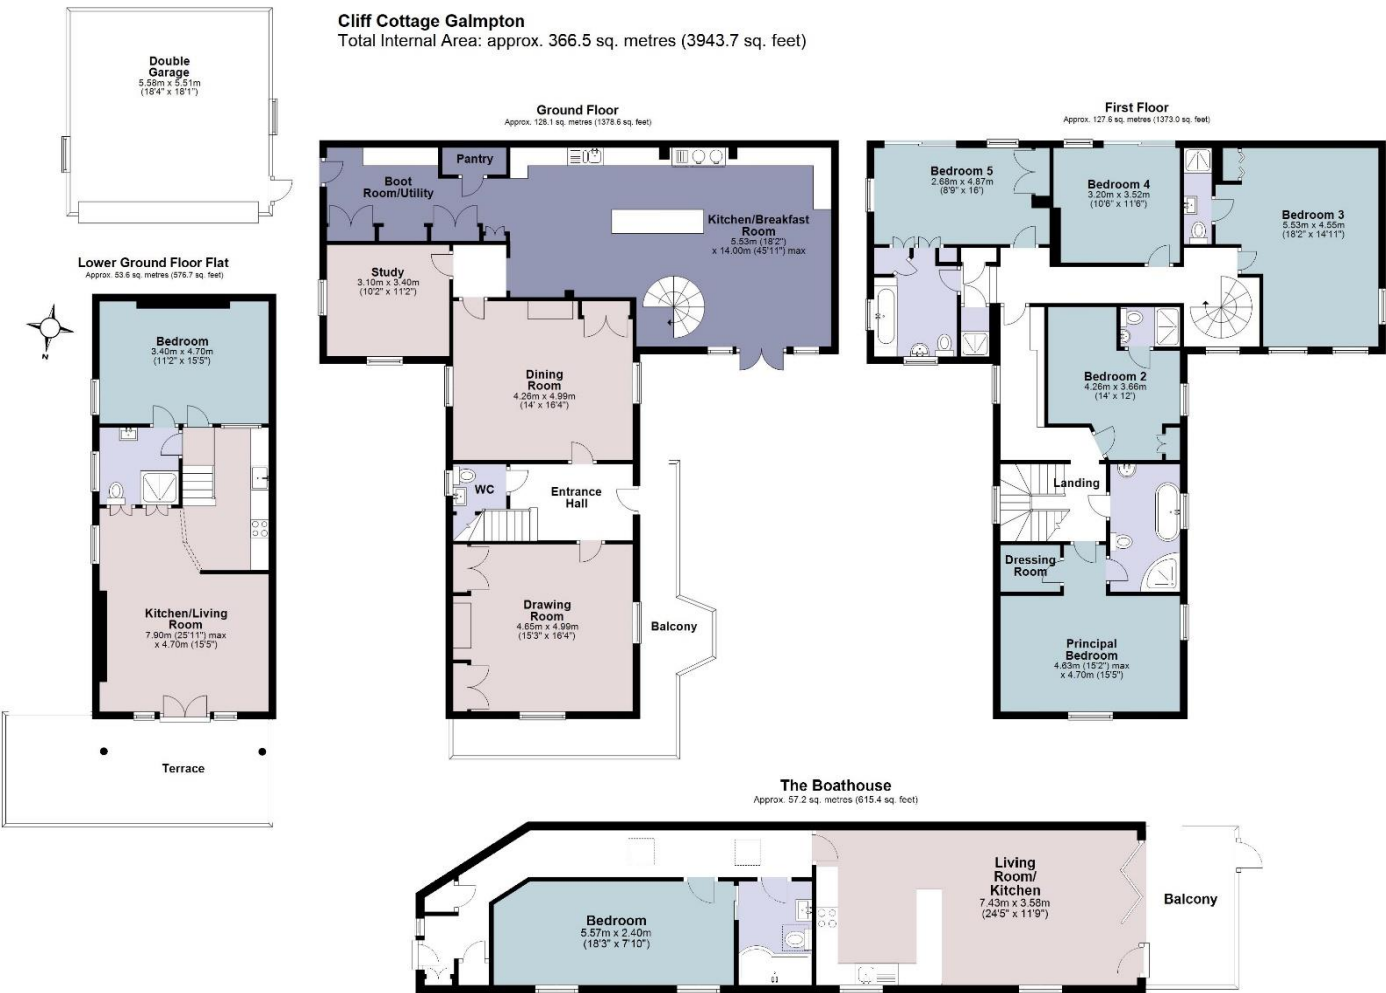 Cliff Cottage Galmpton
Total Internal Area: approx. 366.5 sq. metres (3943.7 sq. feet)
Double
Garage
5.58m x 5.51m
(18'4" x 18'1")
Lower Ground Floor Flat
Approx. 53.6 sq. metres (576.7 sq. feet)
N
Bedroom
3.40m x 4.70m
(11'2" x 15'5")
Kitchen/Living
Room
7.90m (25'11") max
x 4.70m (15'5")
Terrace
Ground Floor
Approx. 128.1 sq. metres (1378.6 sq. feet)
Pantry
Boot
Room/Utility
Kitchen/Breakfast
Room
5.53m (18'2")
x 14.00m (45'11") max
Study
3.10m x 3.40m
(10'2" x 11'2")
Dining
Room
4.26m x 4.99m
(14' x 16'4")
WC
Entrance
Hall
Drawing
Room
4.65m x 4.99m
(15'3" x 16'4")
Balcony
First Floor
Approx. 127.6 sq. metres (1373.0 sq. feet)
Bedroom 5
2.68m x 4.87m
(8'9" x 16')
Bedroom 4
3.20m x 3.52m
(10'6" x 11'6")
Bedroom 3
5.53m x 4.55m
(18'2" x 14'11")
Bedroom 2
4.26m x 3.66m
(14' x 12')
Landing
Dressing
Room
Principal
Bedroom
4.63m (15'2") max
x 4.70m (15'5")
The Boathouse
Approx. 57.2 sq. metres (615.4 sq. feet)
Bedroom
5.57m x 2.40m
(18'3" x 7'10")
Living
Room/
Kitchen
7.43m x 3.58m
(24'5" x 11'9")
Balcony